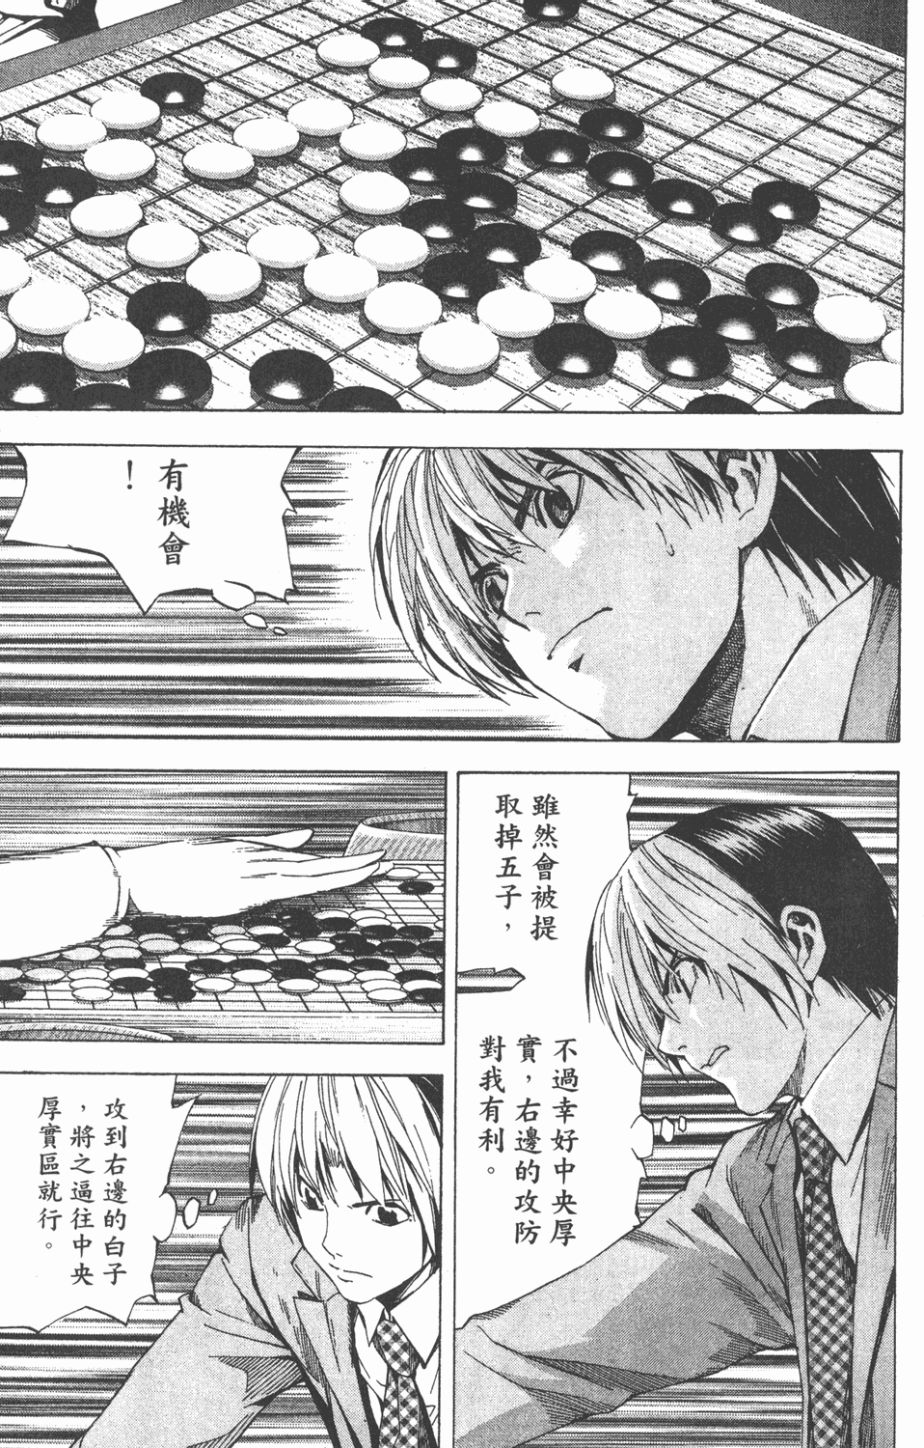 有機會
！
雖然會被提
取掉五子，
不過幸好中央厚
實，右邊的攻防
對我有利。
攻到右邊的白子
，將之逼往中央
厚實區就行。